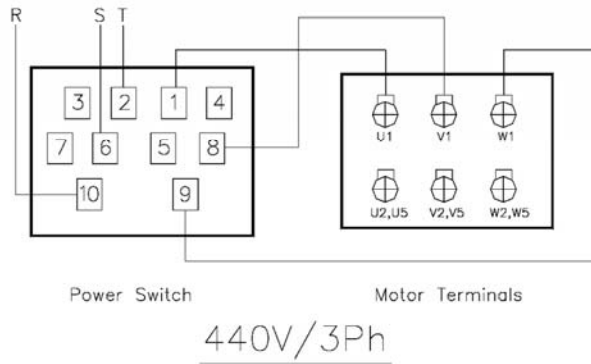 R S T
3 2 1 4
7 6 5 8
10 9
U1 V1 W1
U2,U5 V2,V5 W2,W5
Power Switch Motor Terminals
440V/3Ph